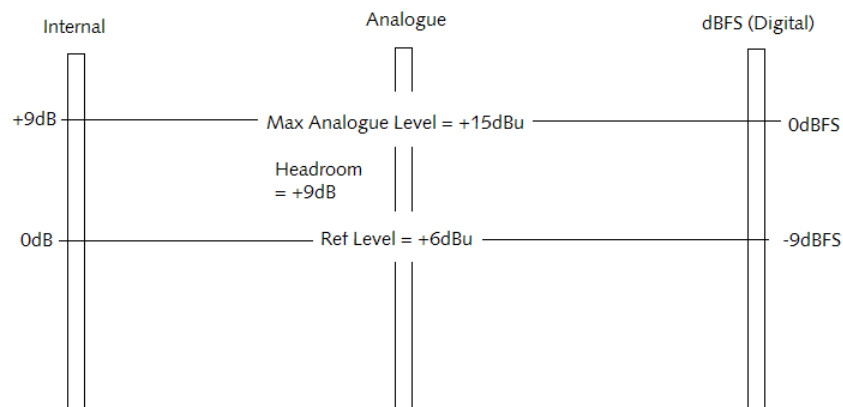 Internal
Analogue
dBFS (Digital)
+9dB
Max Analogue Level = +15dBu
0dBFS
Headroom
= +9dB
0dB
Ref Level = +6dBu
-9dBFS